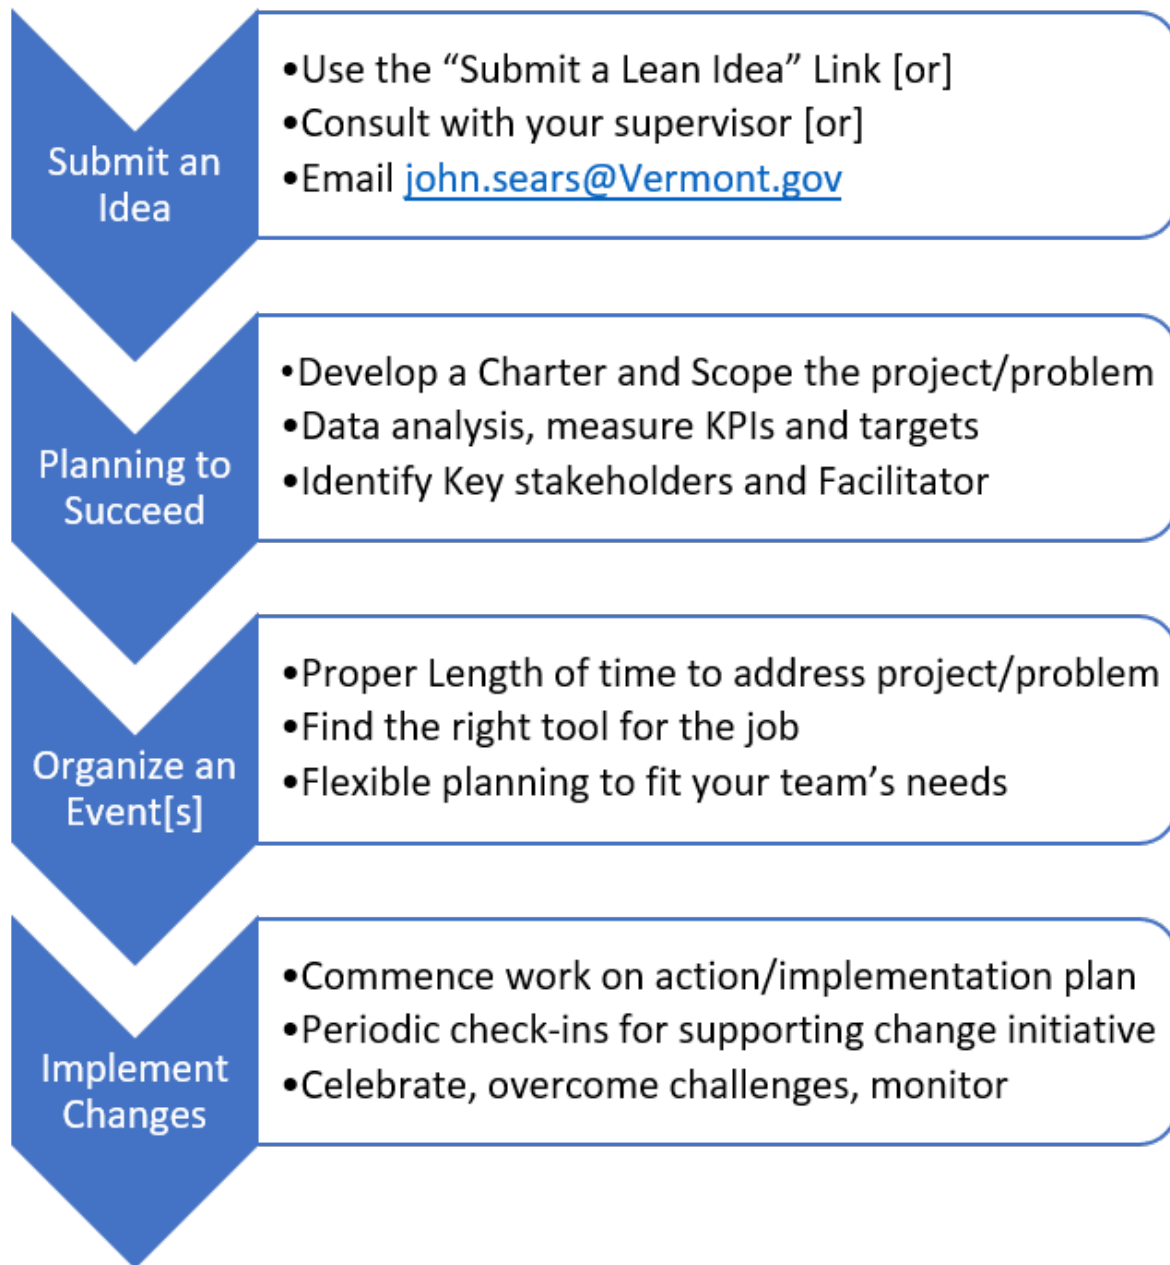 Submit an
Idea
•Use the “Submit a Lean Idea” Link [or]
•Consult with your supervisor [or]
•Email john.sears@Vermont.gov
Planning to
Succeed
•Develop a Charter and Scope the project/problem
•Data analysis, measure KPIs and targets
•Identify Key stakeholders and Facilitator
Organize an
Event[s]
•Proper Length of time to address project/problem
•Find the right tool for the job
•Flexible planning to fit your team’s needs
Implement
Changes
•Commence work on action/implementation plan
•Periodic check-ins for supporting change initiative
•Celebrate, overcome challenges, monitor